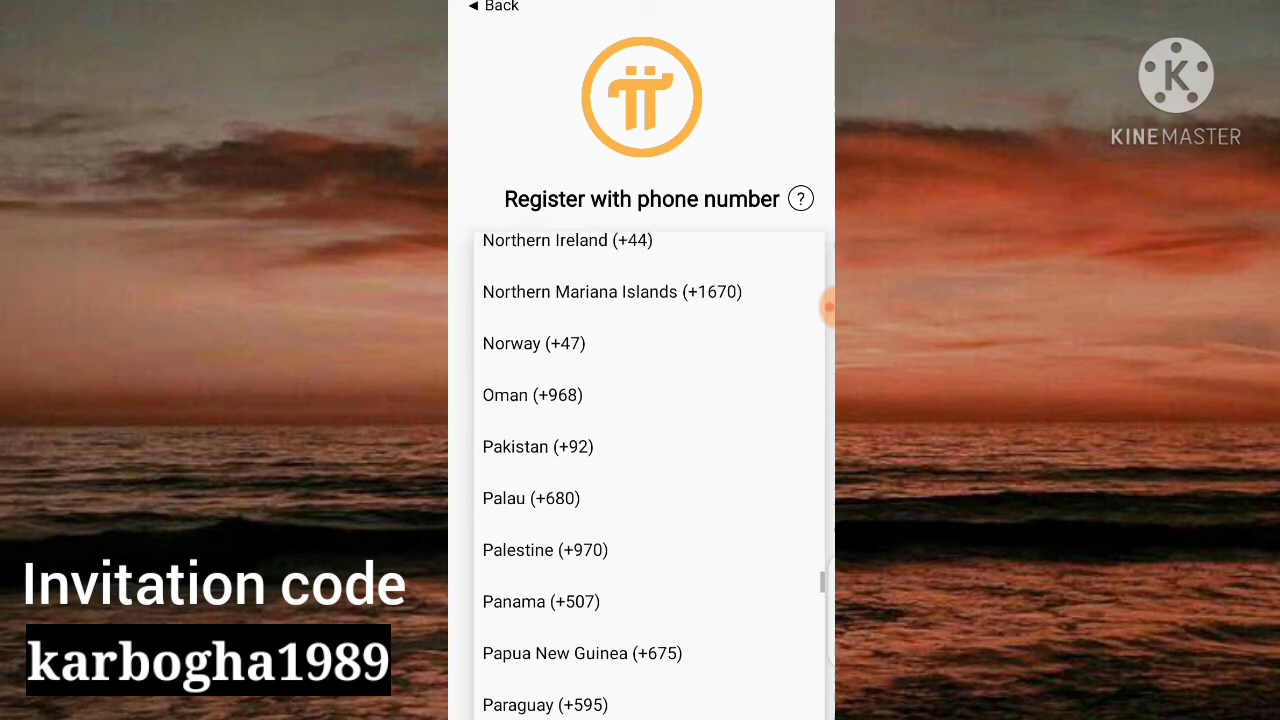 ◄ Back
K
KINEMASTER
Register with phone number ?
Northern Ireland (+44)
Northern Mariana Islands (+1670)
Norway (+47)
Oman (+968)
Pakistan (+92)
Palau (+680)
Palestine (+970)
Panama (+507)
Papua New Guinea (+675)
Paraguay (+595)
Invitation code
karbogha1989